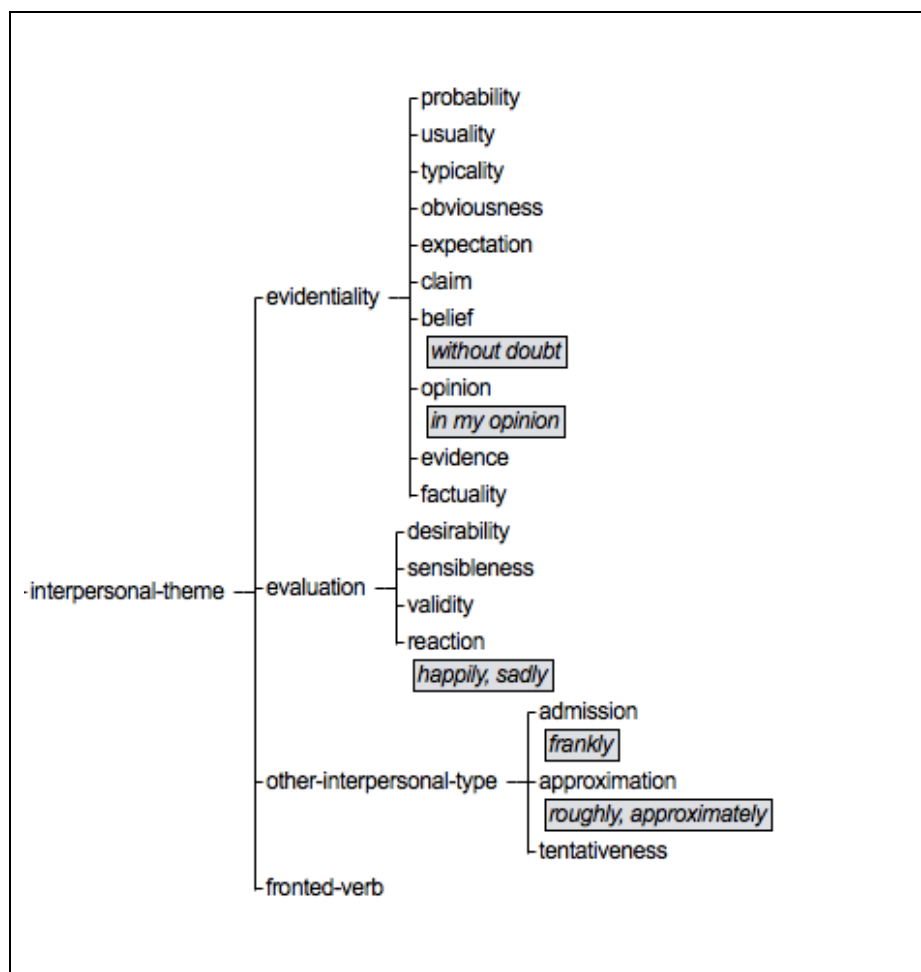 probability
usuality
typicality
obviousness
expectation
claim
evidentiality
belief
without doubt
opinion
in my opinion
evidence
factuality
desirability
sensibleness
interpersonal-theme
evaluation
validity
reaction
happily, sadly
admission
frankly
other-interpersonal-type
approximation
roughly, approximately
tentativeness
fronted-verb